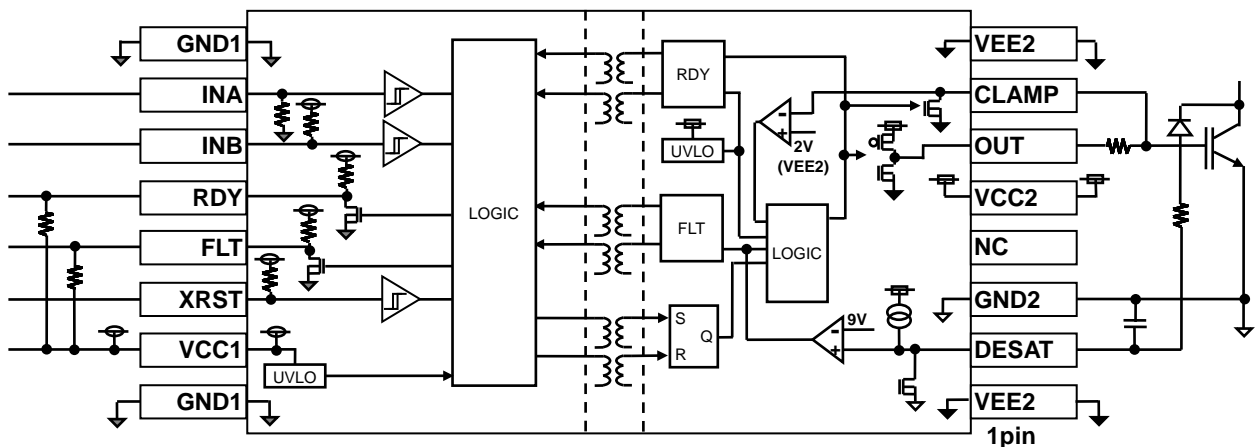 GND1
INA
INB
RDY
FLT
XRST
VCC1
GND1
UVLO
LOGIC
RDY
UVLO
FLT
S
R
Q
-
+
2V
(VEE2)
LOGIC
9V
-
+
VEE2
CLAMP
OUT
VCC2
NC
GND2
DESAT
VEE2
1pin